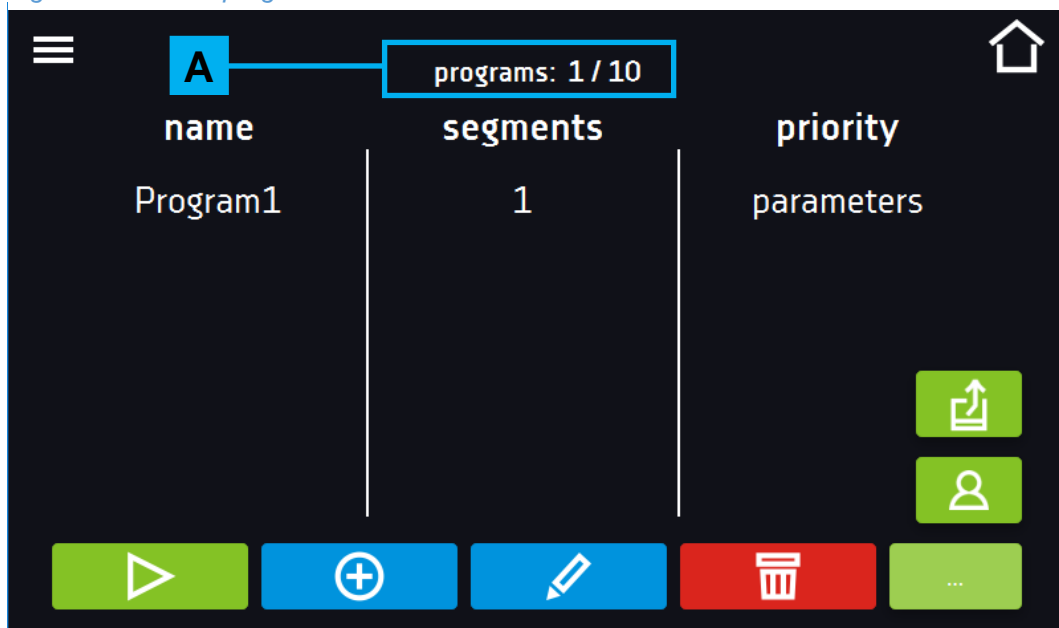 A
programs: 1 / 10
name segments priority
Program1 1 parameters
...